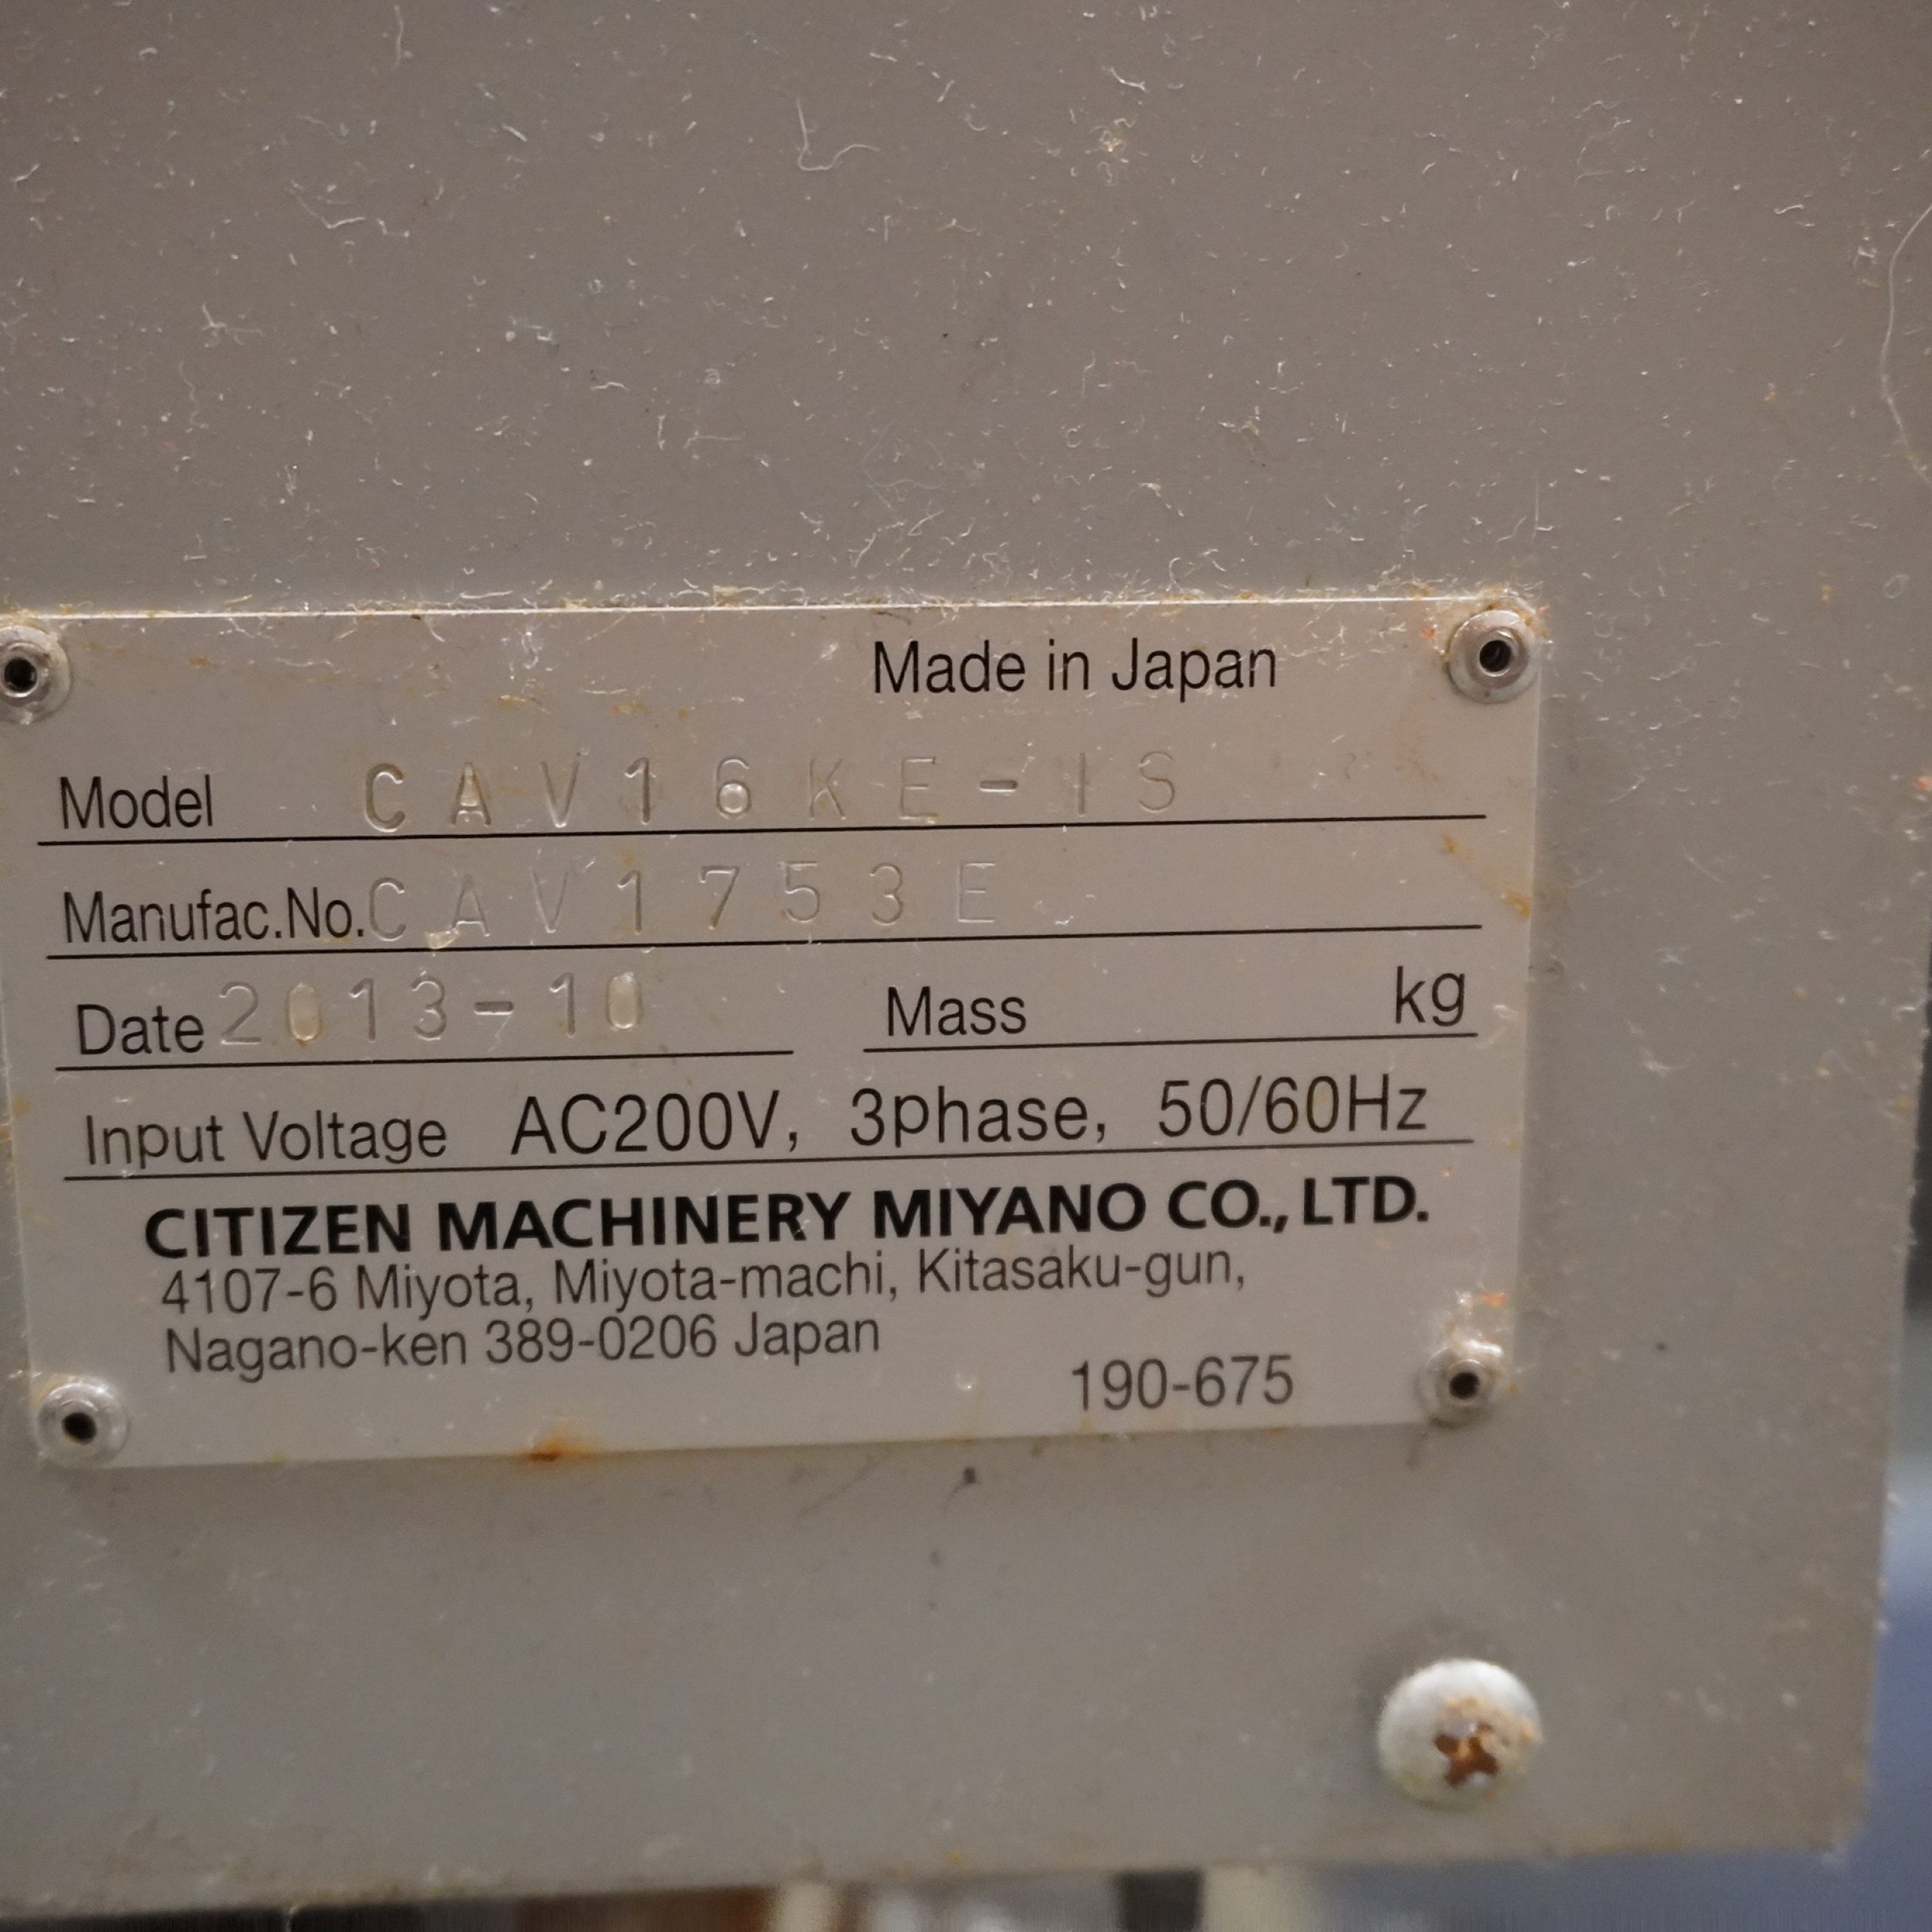 Made in Japan
Model CAV16KE-IS
Manufac.No. CAV1753E
Date 2013-10 Mass kg
Input Voltage AC200V, 3phase, 50/60Hz
CITIZEN MACHINERY MIYANO CO., LTD.
4107-6 Miyota, Miyota-machi, Kitasaku-gun,
Nagano-ken 389-0206 Japan
190-675